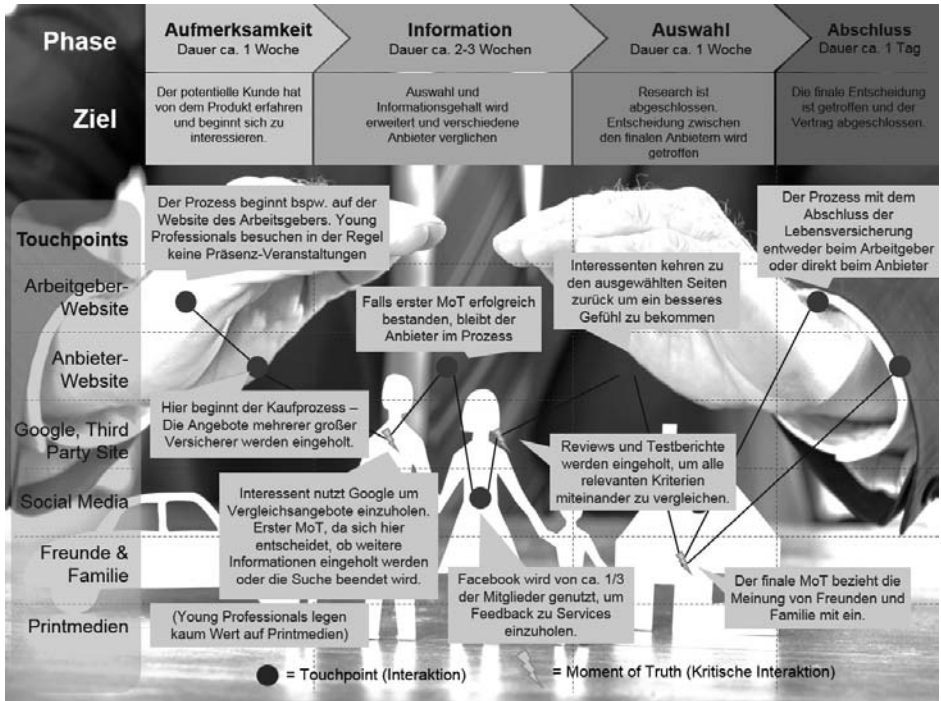 Phase
Aufmerksamkeit
Dauer ca. 1 Woche
Information
Dauer ca. 2-3 Wochen
Auswahl
Dauer ca. 1 Woche
Abschluss
Dauer ca. 1 Tag
Ziel
Der potentielle Kunde hat
von dem Produkt erfahren
und beginnt sich zu
interessieren.
Auswahl und
Informationsgehalt wird
erweitert und verschiedene
Anbieter verglichen
Research ist
abgeschlossen.
Entscheidung zwischen
den finalen Anbietern wird
getroffen
Die finale Entscheidung
ist getroffen und der
Vertrag abgeschlossen.
Touchpoints
Der Prozess beginnt bspw. auf der
Website des Arbeitsgebers. Young
Professionals besuchen in der Regel
keine Präsenz-Veranstaltungen
Der Prozess mit dem
Abschluss der
Lebensversicherung
entweder beim Arbeitgeber
oder direkt beim Anbieter
Arbeitgeber-
Website
Falls erster MoT erfolgreich
bestanden, bleibt der
Anbieter im Prozess
Interessenten kehren zu
den ausgewählten Seiten
zurück um ein besseres
Gefühl zu bekommen
Anbieter-
Website
Hier beginnt der Kaufprozess –
Die Angebote mehrerer großer
Versicherer werden eingeholt.
Google, Third
Party Site
Reviews und Testberichte
werden eingeholt, um alle
relevanten Kriterien
miteinander zu vergleichen.
Social Media
Interessent nutzt Google um
Vergleichsangebote einzuholen.
Erster MoT, da sich hier
entscheidet, ob weitere
Informationen eingeholt werden
oder die Suche beendet wird.
Freunde &
Familie
Facebook wird von ca. 1/3
der Mitglieder genutzt, um
Feedback zu Services
einzuholen.
Der finale MoT bezieht die
Meinung von Freunden und
Familie mit ein.
Printmedien
(Young Professionals legen
kaum Wert auf Printmedien)
= Touchpoint (Interaktion)
= Moment of Truth (Kritische Interaktion)